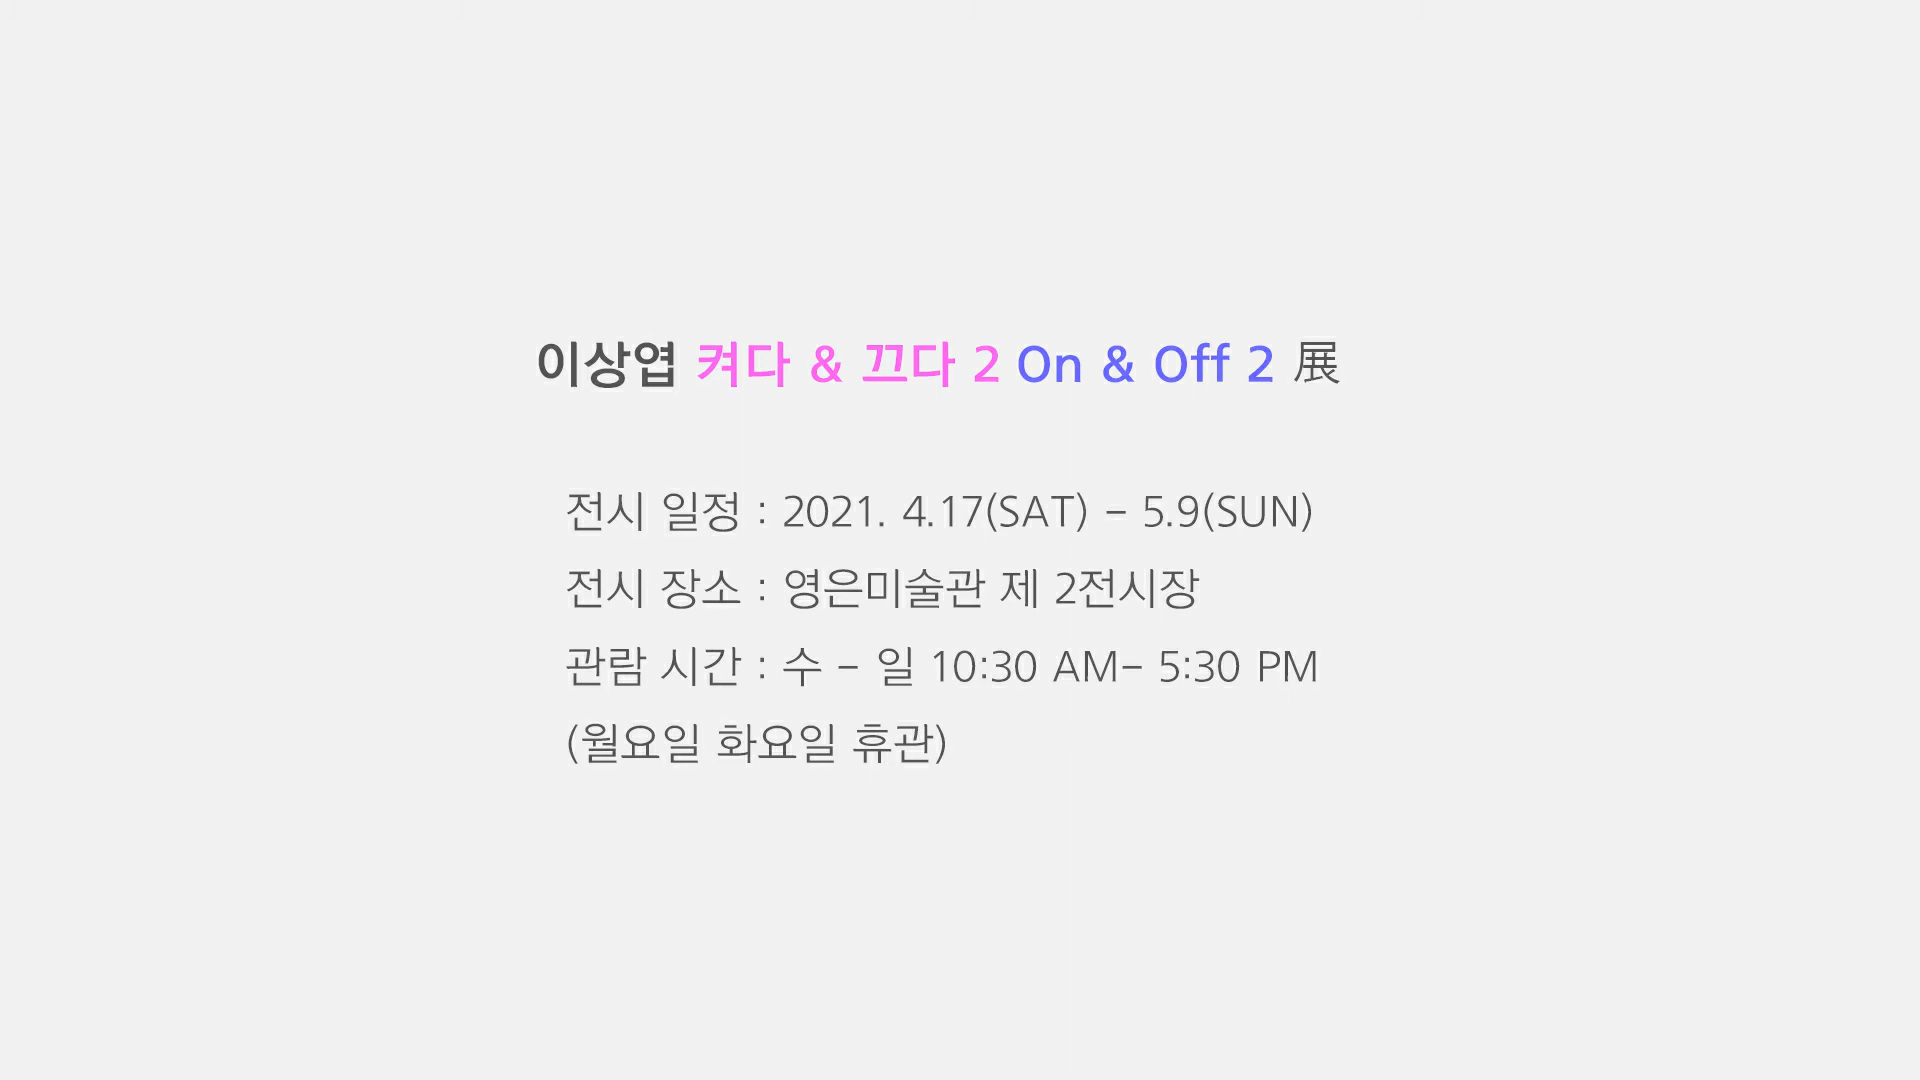 이상엽 켜다 & 끄다 2 On & Off 2 展
전시 일정 : 2021. 4.17(SAT) - 5.9(SUN)
전시 장소 : 영은미술관 제 2전시장
관람 시간 : 수 - 일 10:30 AM- 5:30 PM
(월요일 화요일 휴관)